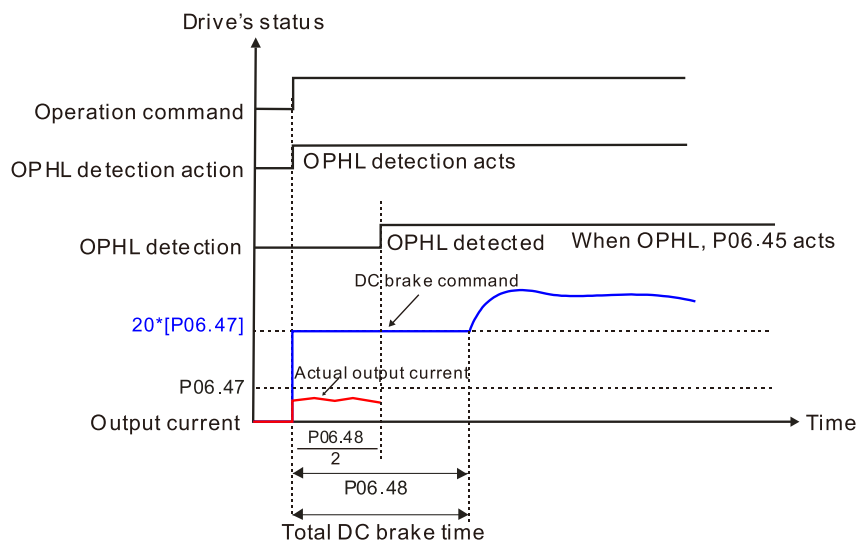 Drive's status
Operation command
OPHL detection action
OPHL detection acts
OPHL detection
OPHL detected
When OPHL, P06.45 acts
DC brake command
20*[P06.47]
Actual output current
P06.47
Output current
Time
P06.48
2
P06.48
Total DC brake time